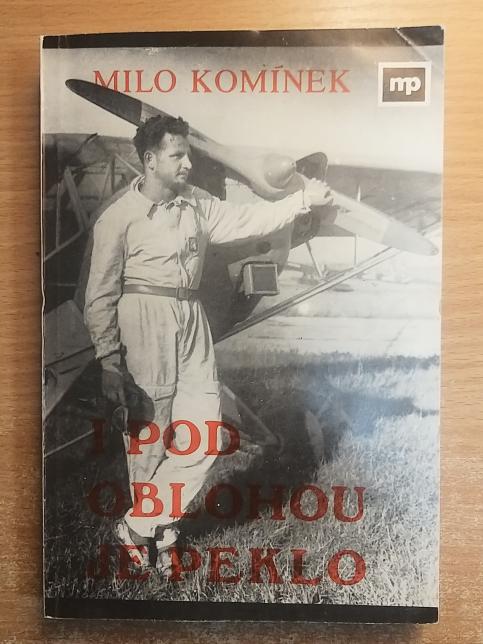 MILO KOMÍNEK
mp
I POD
OBLOHOU
JE PEKLO